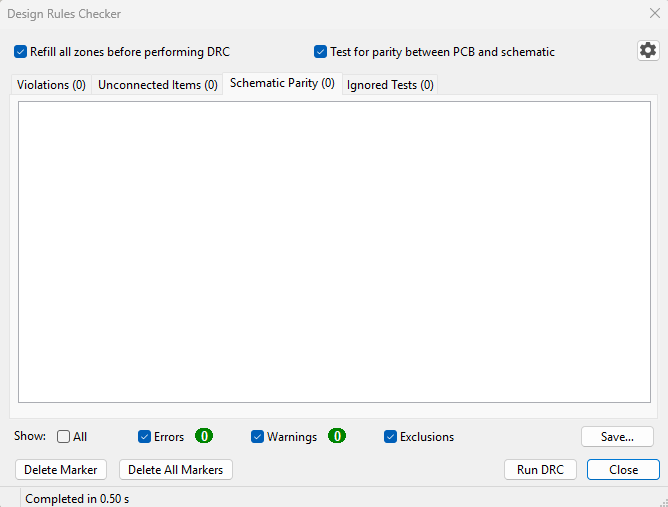 Design Rules Checker
Refill all zones before performing DRC
Test for parity between PCB and schematic
Violations (0)
Unconnected Items (0)
Schematic Parity (0)
Ignored Tests (0)
Show:
All
Errors
0
Warnings
0
Exclusions
Save...
Delete Marker
Delete All Markers
Run DRC
Close
Completed in 0.50 s